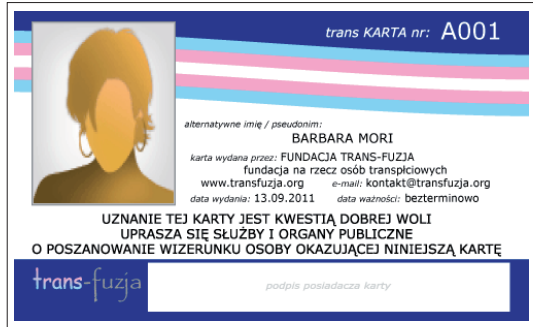 trans KARTA nr: A001
alternatywne imię / pseudonim:
BARBARA MORI
karta wydana przez: FUNDACJA TRANS-FUZJA
fundacja na rzecz osób transpłciowych
www.transfuzja.org e-mail: kontakt@transfuzja.org
data wydania: 13.09.2011 data ważności: bezterminowo
UZNANIE TEJ KARTY JEST KWESTIĄ DOBREJ WOLI
UPRASZA SIĘ SŁUŻBY I ORGANY PUBLICZNE
O POSZANOWANIE WIZERUNKU OSOBY OKAZUJĄCEJ NINIEJSZĄ KARTĘ
trans-fuzja
podpis posiadacza karty